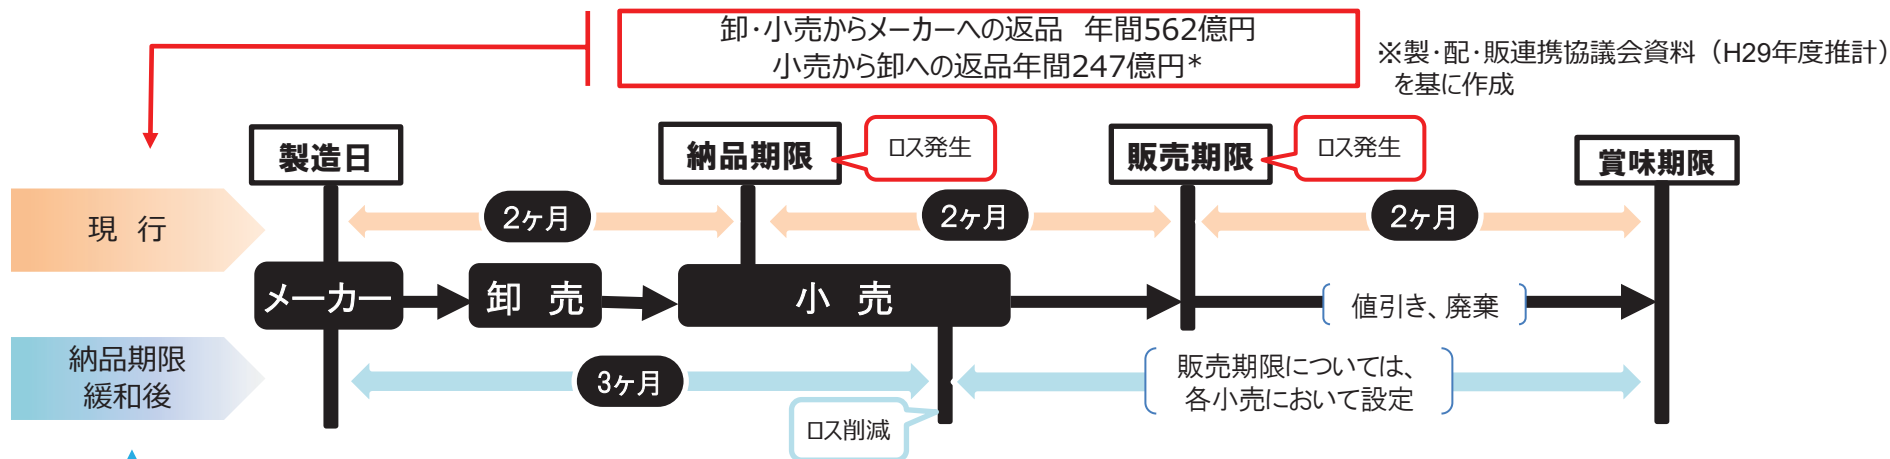 卸・小売からメーカーへの返品　年間562億円
小売から卸への返品年間247億円*
※製・配・販連携協議会資料（H29年度推計）
を基に作成
製造日
納品期限
ロス発生
販売期限
ロス発生
賞味期限
現　行
2ヶ月
2ヶ月
2ヶ月
メーカー
卸　売
小　売
値引き、廃棄
納品期限
緩和後
3ヶ月
販売期限については、
各小売において設定
ロス削減